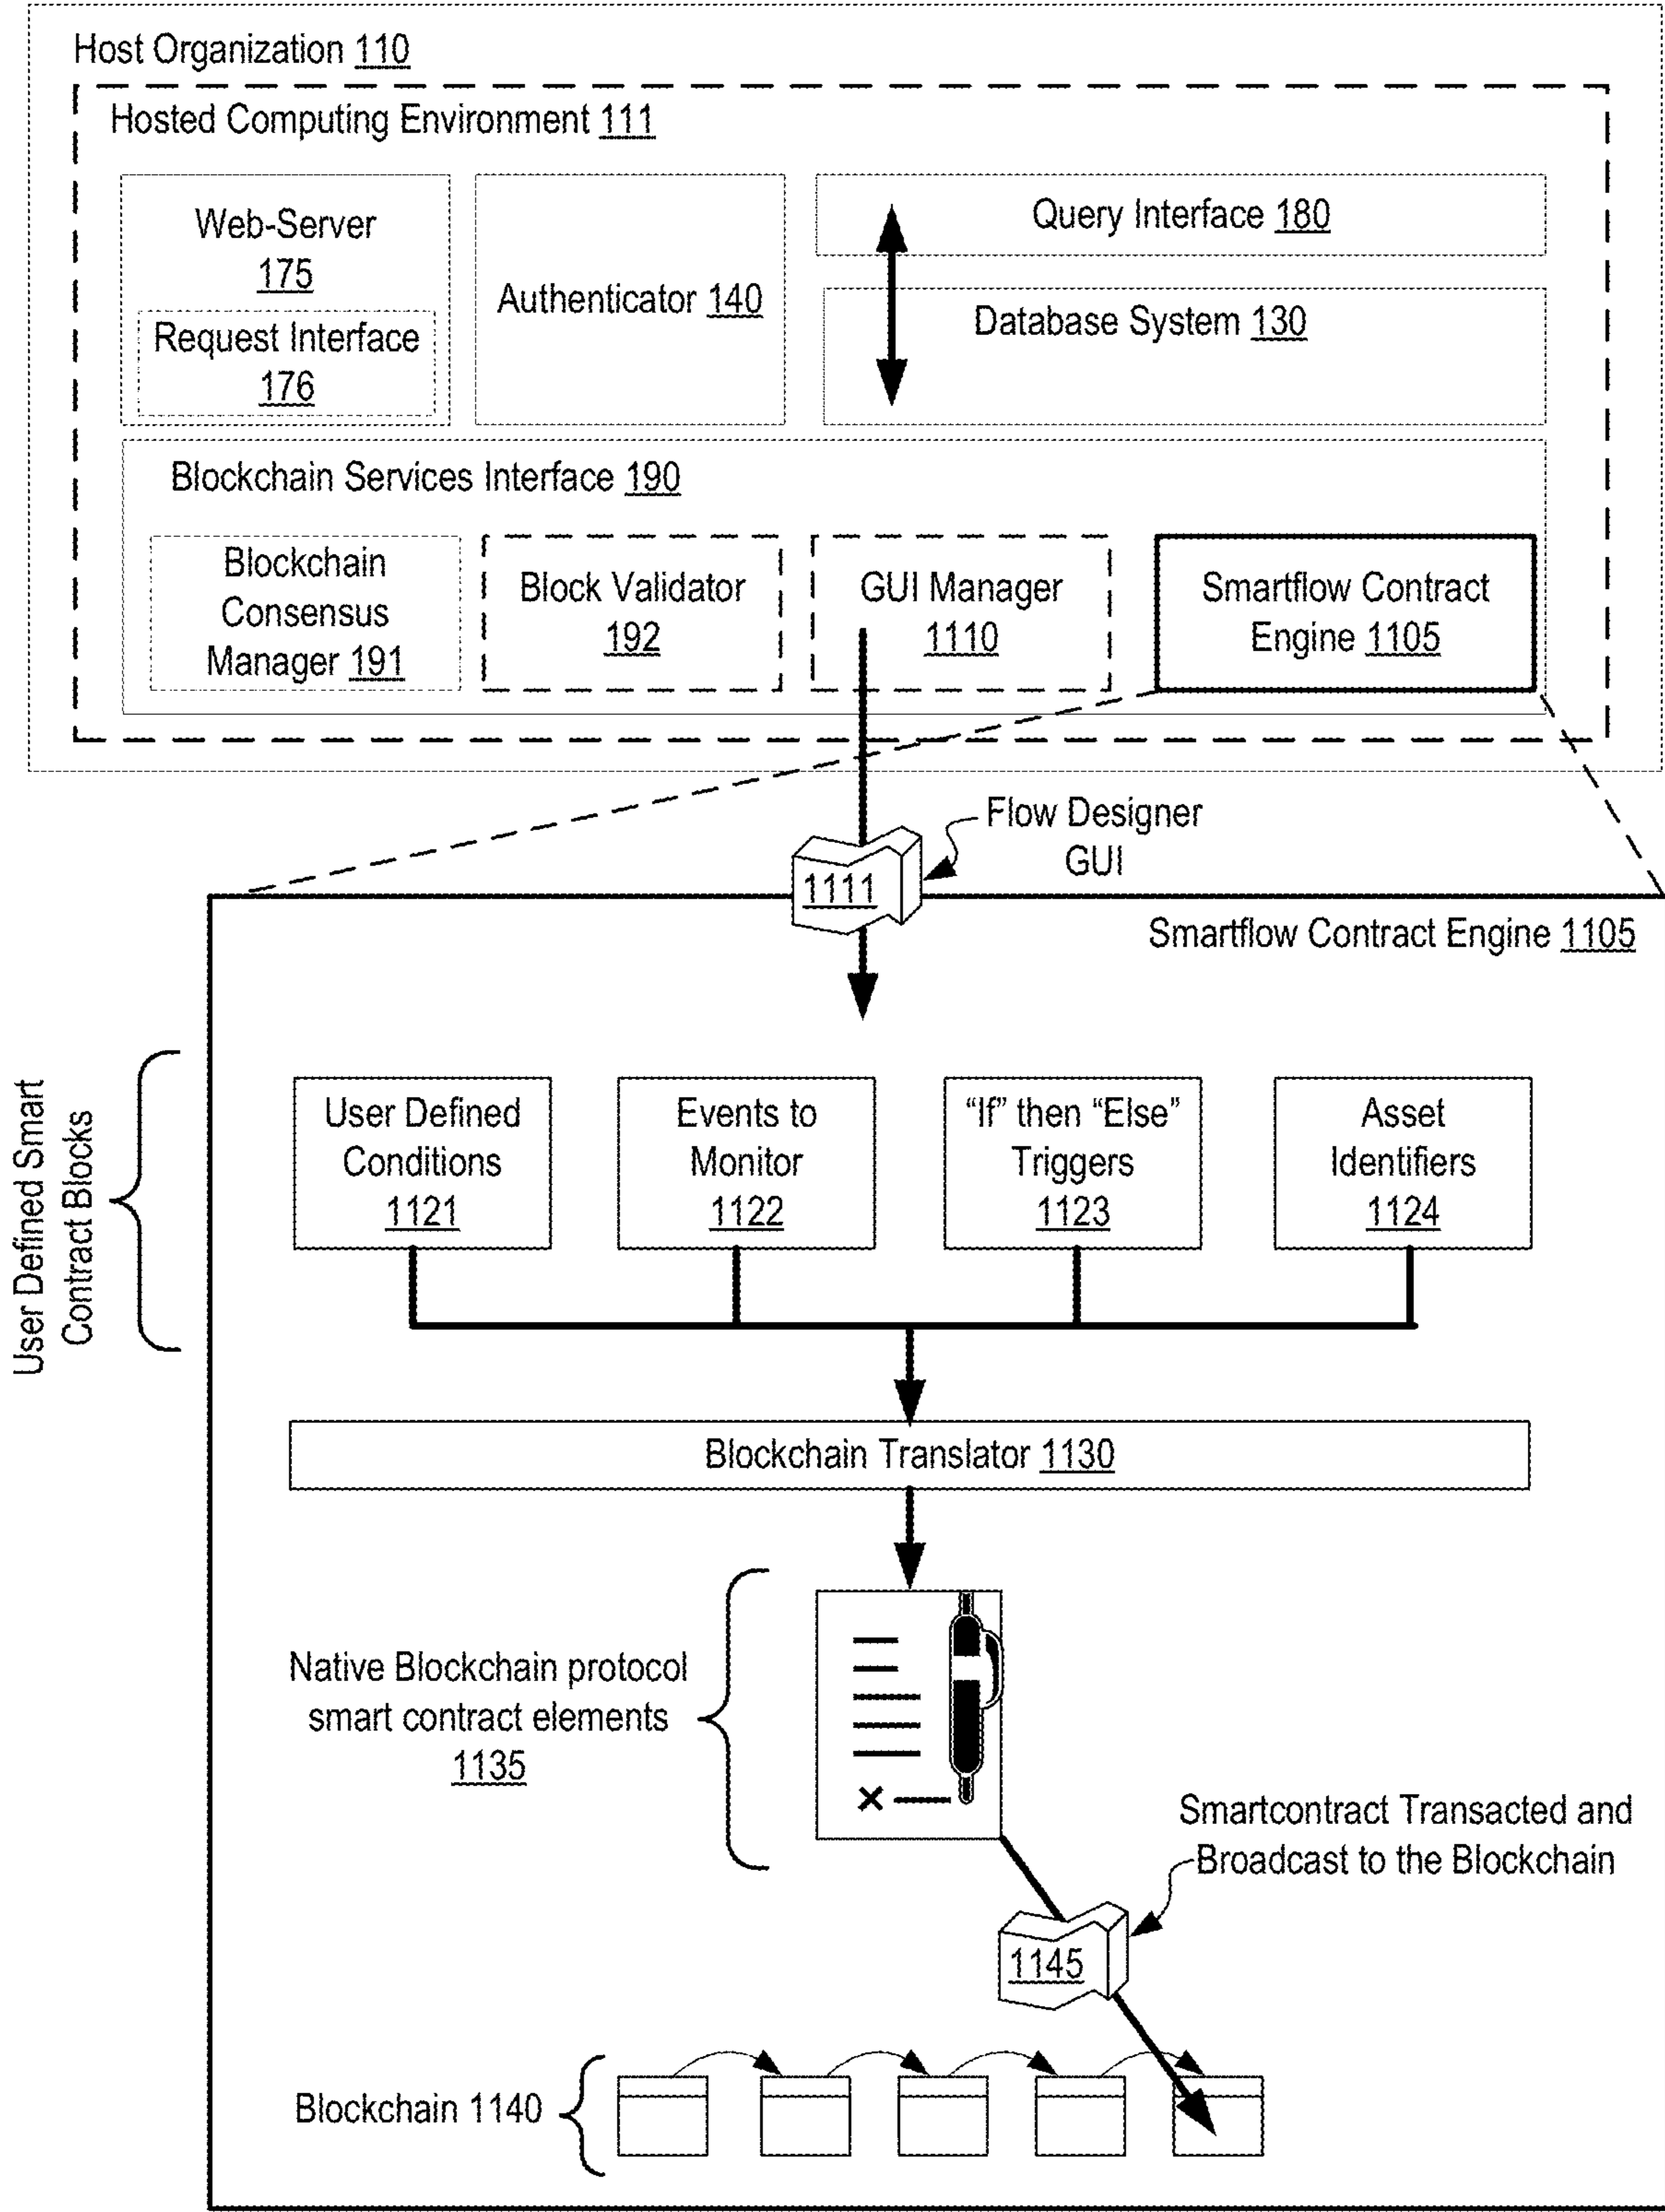 Host Organization 110
Hosted Computing Environment 111
Web-Server
175
Request Interface
176
Authenticator 140
Query Interface 180
Database System 130
Blockchain Services Interface 190
Blockchain
Consensus
Manager 191
Block Validator
192
GUI Manager
1110
Smartflow Contract
Engine 1105
Flow Designer
GUI
1111
Smartflow Contract Engine 1105
User Defined Smart
Contract Blocks
User Defined
Conditions
1121
Events to
Monitor
1122
“If” then “Else”
Triggers
1123
Asset
Identifiers
1124
Blockchain Translator 1130
Native Blockchain protocol
smart contract elements
1135
Smartcontract Transacted and
Broadcast to the Blockchain
1145
Blockchain 1140